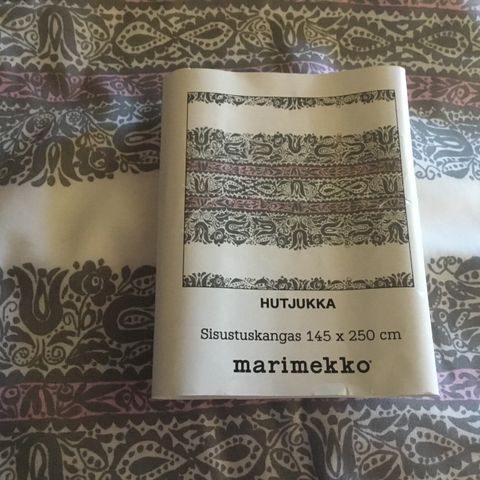 HUTJUKKA
Sisustuskangas 145 x 250 cm
marimekko®